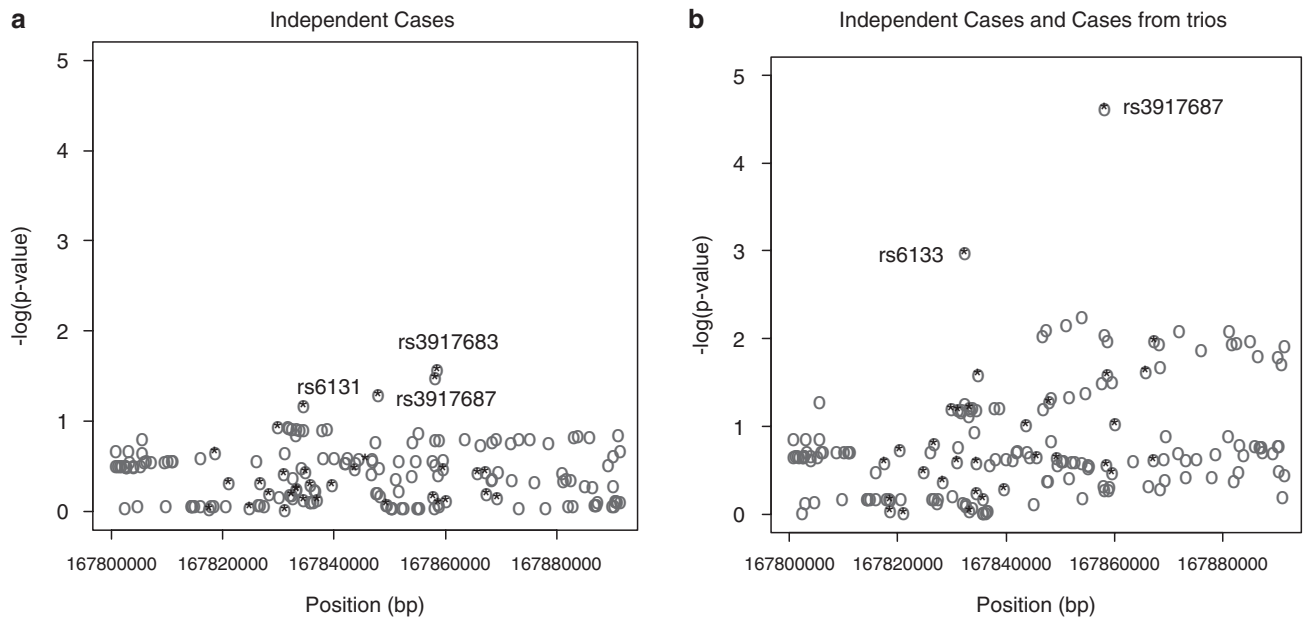 a
Independent Cases
5
4
3
2
1
0
-log(p-value)
rs3917683
rs6131
rs3917687
167800000 167820000 167840000 167860000 167880000
Position (bp)
b
Independent Cases and Cases from trios
5
4
3
2
1
0
-log(p-value)
rs3917687
rs6133
167800000 167820000 167840000 167860000 167880000
Position (bp)